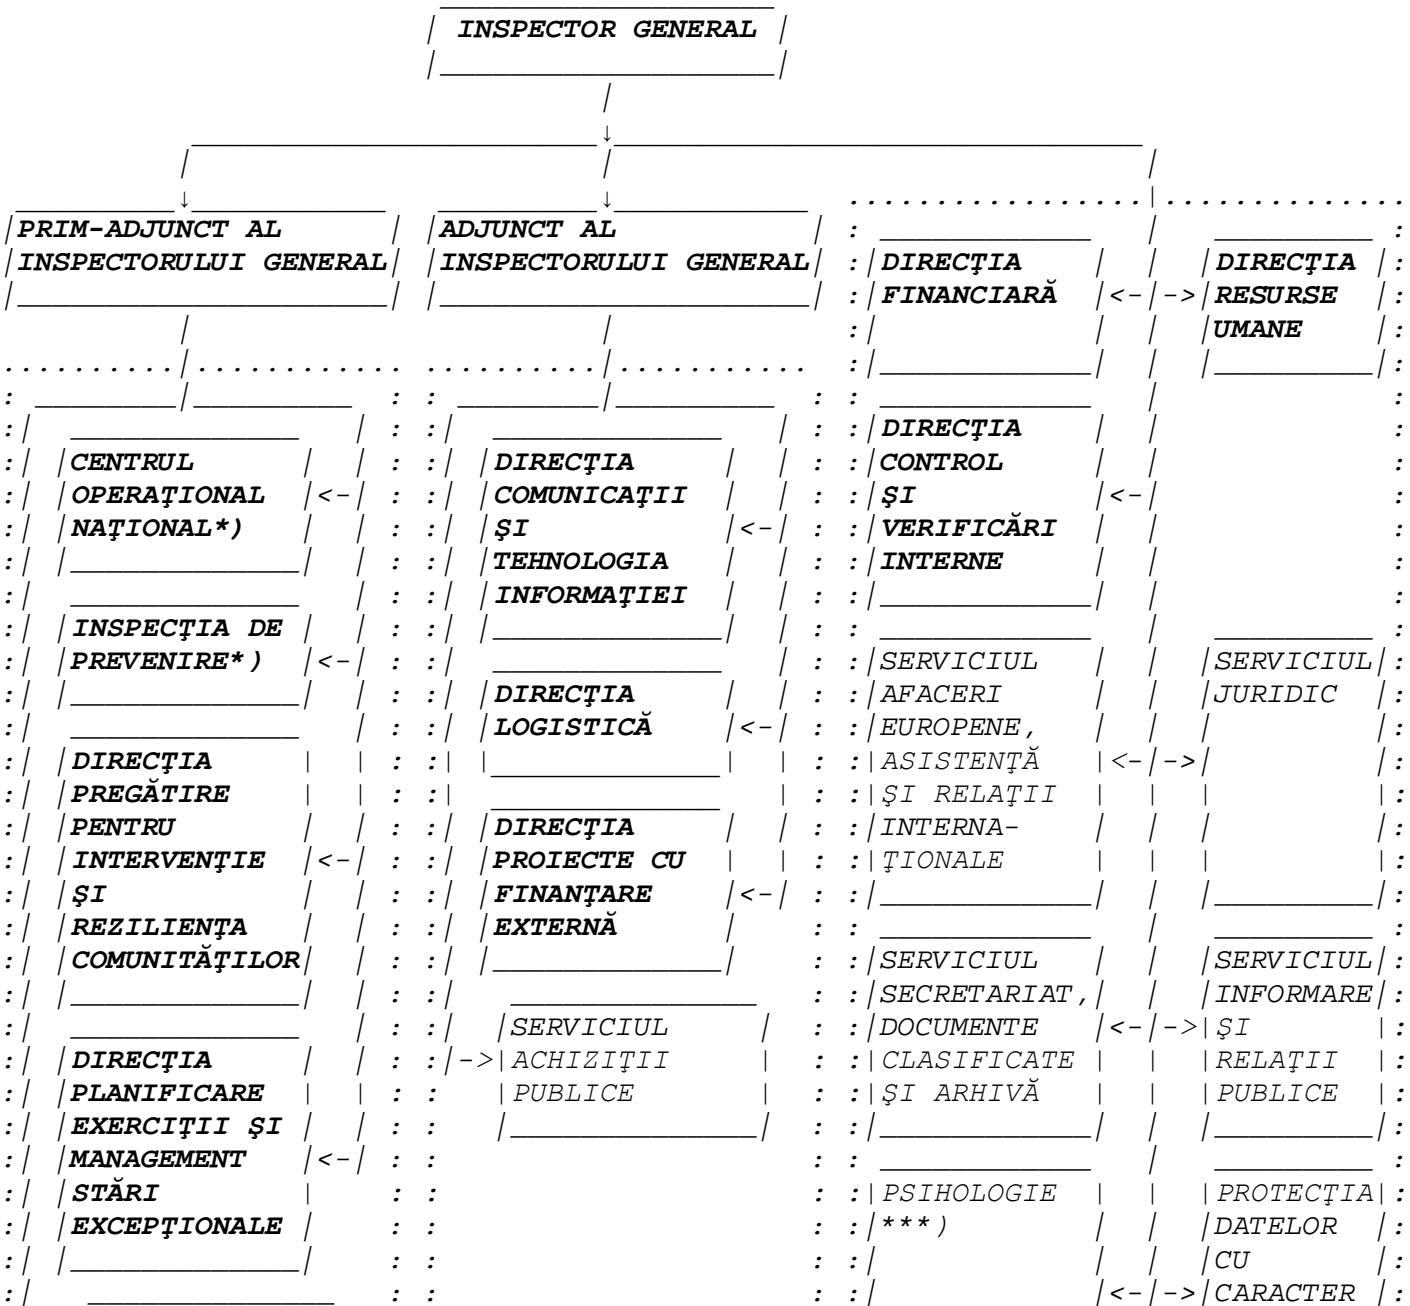 INSPECTOR GENERAL
PRIM-ADJUNCT AL
INSPECTORULUI GENERAL
ADJUNCT AL
INSPECTORULUI GENERAL
DIRECŢIA
FINANCIARĂ
DIRECŢIA
RESURSE
UMANE
CENTRUL
OPERAŢIONAL
NAŢIONAL*)
INSPECŢIA DE
PREVENIRE*)
DIRECŢIA
PREGĂTIRE
PENTRU
INTERVENŢIE
ŞI
REZILIENŢA
COMUNITĂŢILOR
DIRECŢIA
PLANIFICARE
EXERCIŢII ŞI
MANAGEMENT
STĂRI
EXCEPŢIONALE
DIRECŢIA
COMUNICAŢII
ŞI
TEHNOLOGIA
INFORMAŢIEI
DIRECŢIA
LOGISTICĂ
DIRECŢIA
PROIECTE CU
FINANŢARE
EXTERNĂ
SERVICIUL
ACHIZIŢII
PUBLICE
DIRECŢIA
CONTROL
ŞI
VERIFICĂRI
INTERNE
SERVICIUL
AFACERI
EUROPENE,
ASISTENŢĂ
ŞI RELAŢII
INTERNA-
ŢIONALE
SERVICIUL
JURIDIC
SERVICIUL
SECRETARIAT,
DOCUMENTE
CLASIFICATE
ŞI ARHIVĂ
SERVICIUL
INFORMARE
ŞI
RELAŢII
PUBLICE
PSIHOLOGIE
***)
PROTECŢIA
DATELOR
CU
CARACTER